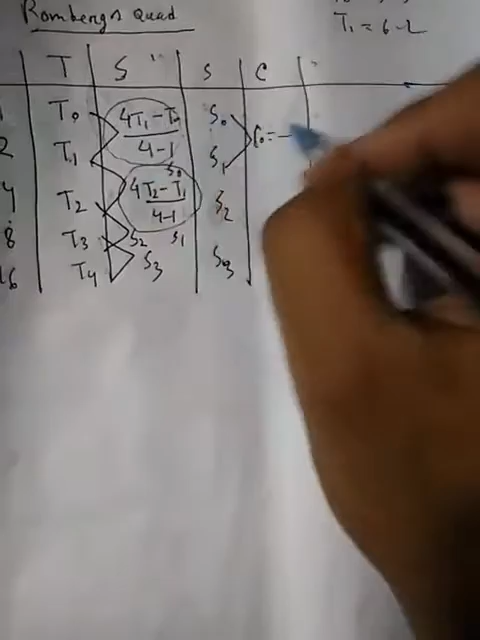 Rombergs Quad
T₁ = 6-2
T S " S C
T₀ 4T₁-T₀ S₀
4-1 C₀=-
2 T₁ S₀ S₁
4 T₂ 4T₂-T₁ S₂
4-1
8 T₃ S₂ S₁
16 T₄ S₃ S₃